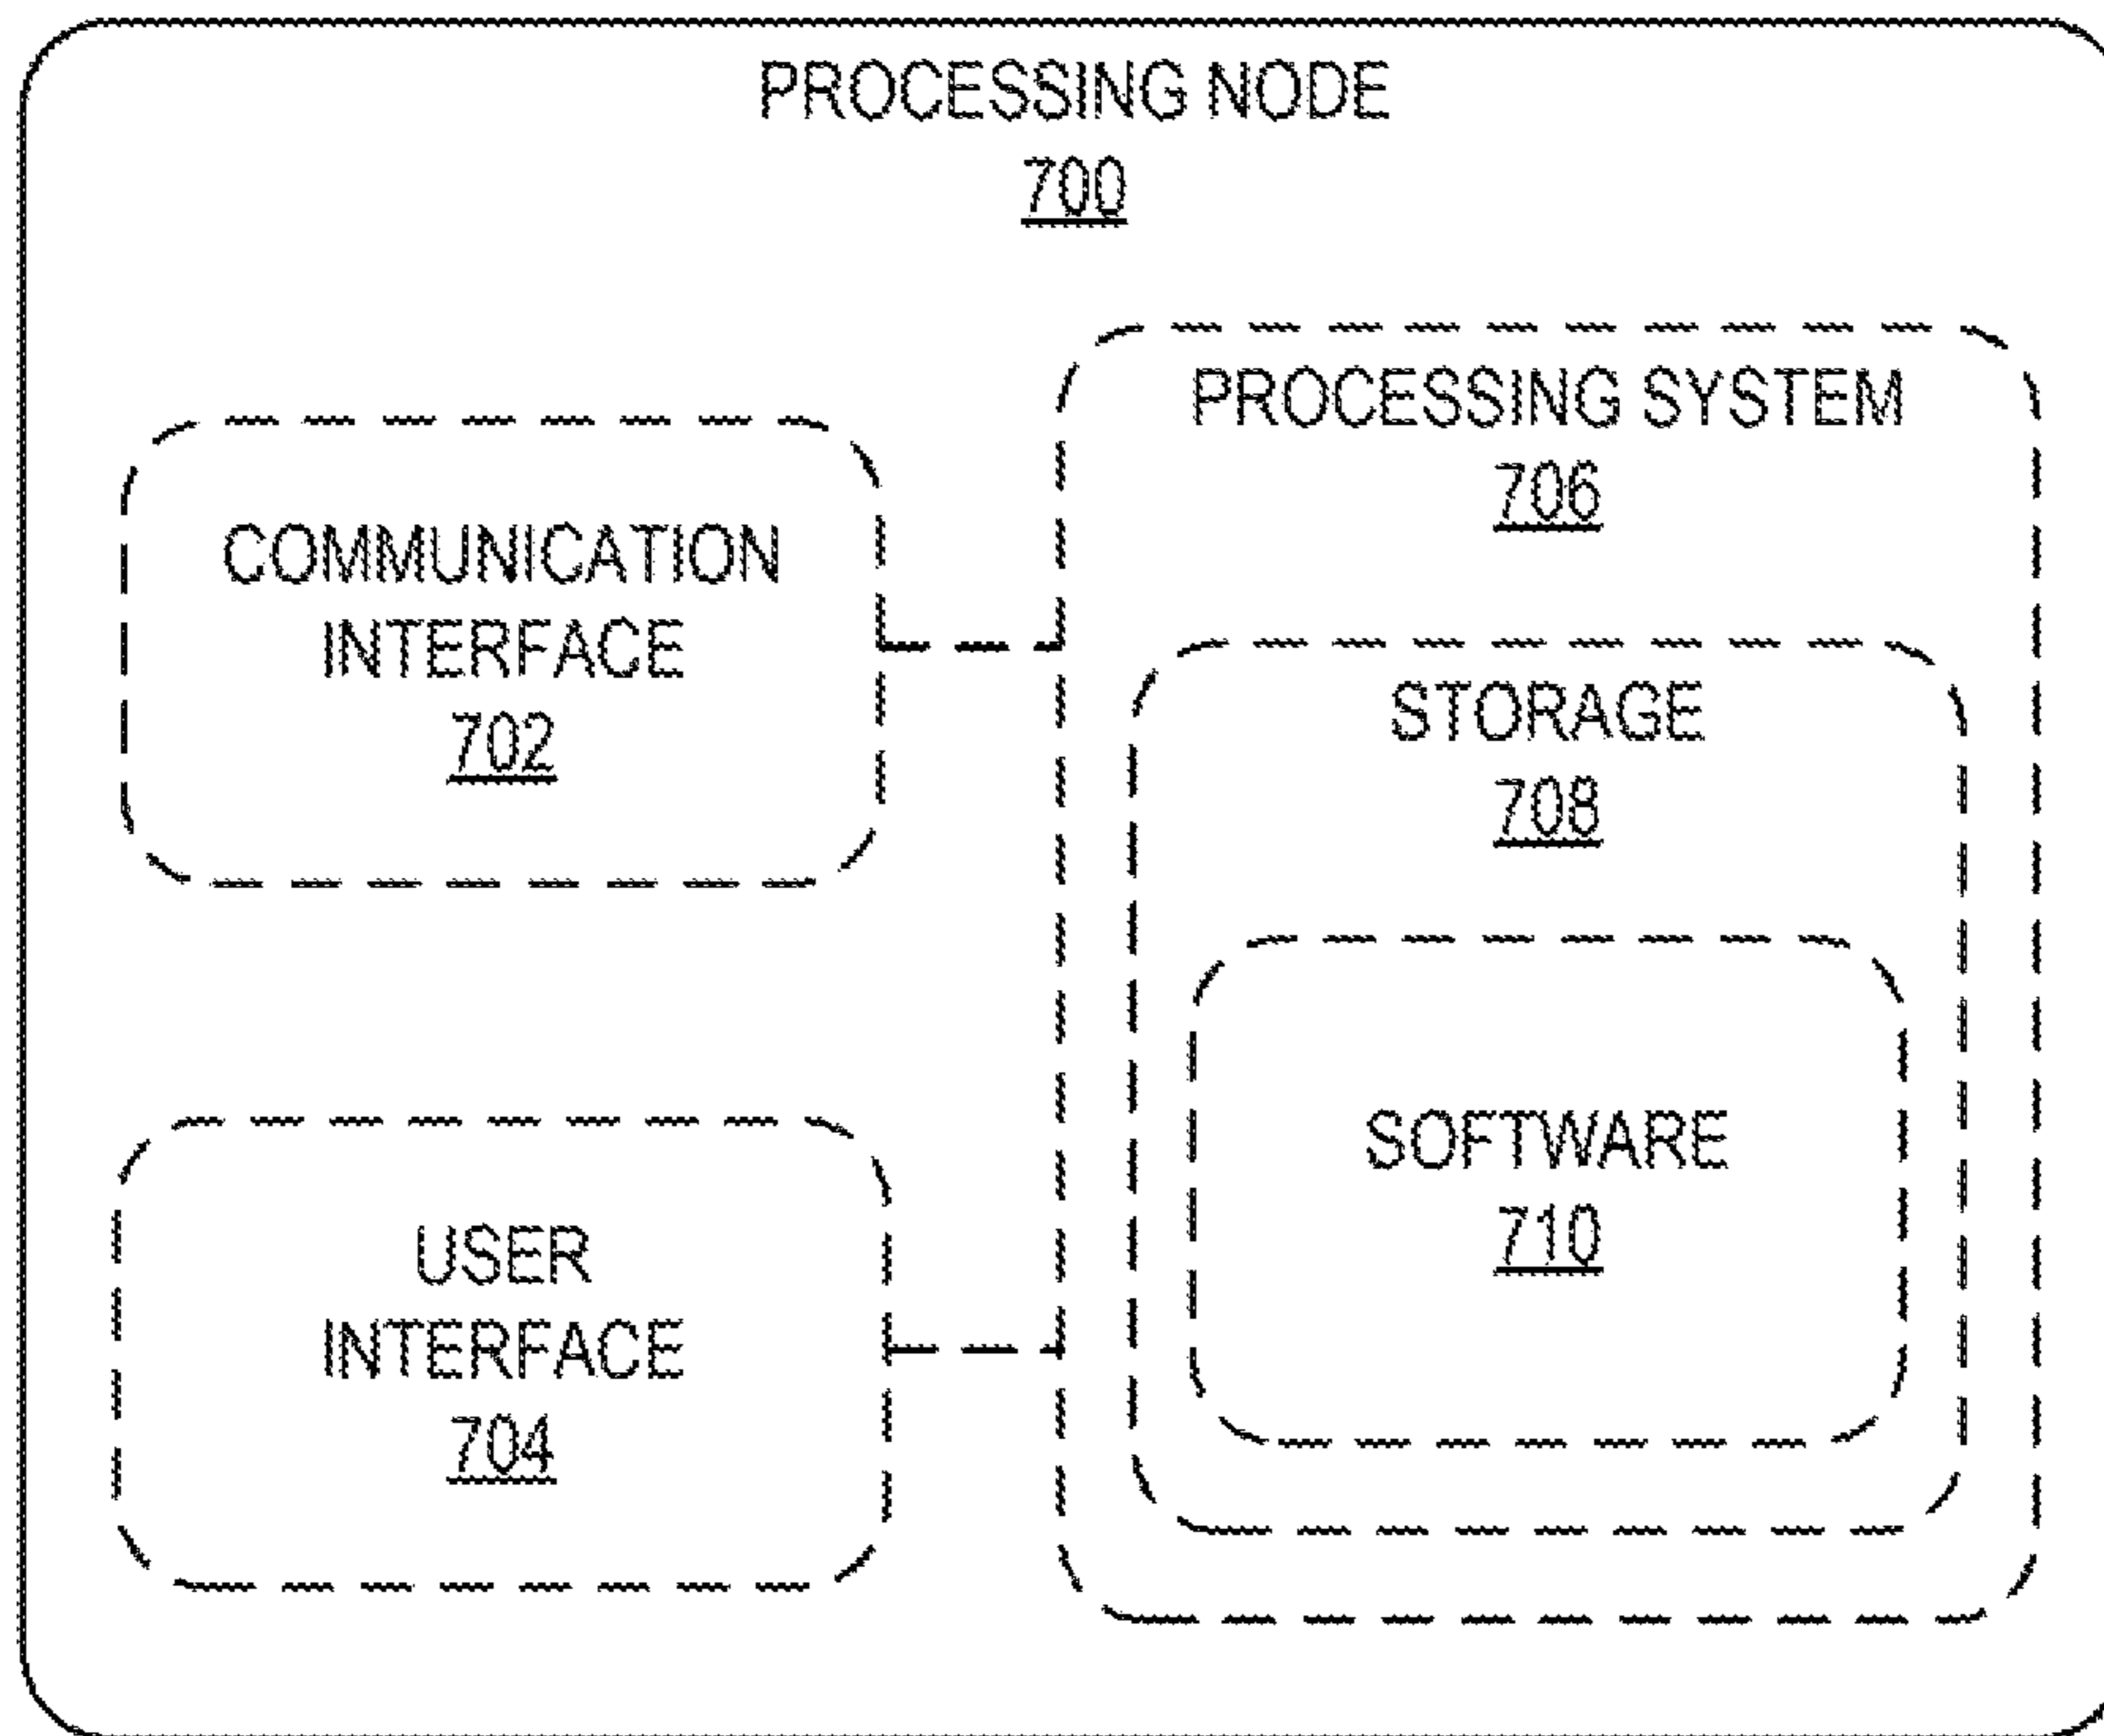 PROCESSING NODE
700
PROCESSING SYSTEM
706
COMMUNICATION
INTERFACE
702
STORAGE
708
SOFTWARE
710
USER
INTERFACE
704